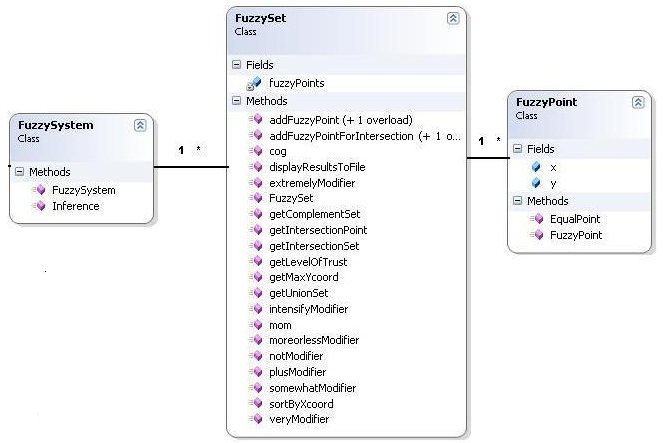 FuzzySystem
Class
Methods
FuzzySystem
Inference
1 *
FuzzySet
Class
Fields
fuzzyPoints
Methods
addFuzzyPoint (+ 1 overload)
addFuzzyPointForIntersection (+ 1 o...
cog
displayResultsToFile
extremelyModifier
FuzzySet
getComplementSet
getIntersectionPoint
getIntersectionSet
getLevelOfTrust
getMaxYcoord
getUnionSet
intensifyModifier
mom
moreorlessModifier
notModifier
plusModifier
somewhatModifier
sortByXcoord
veryModifier
1 *
FuzzyPoint
Class
Fields
x
y
Methods
EqualPoint
FuzzyPoint